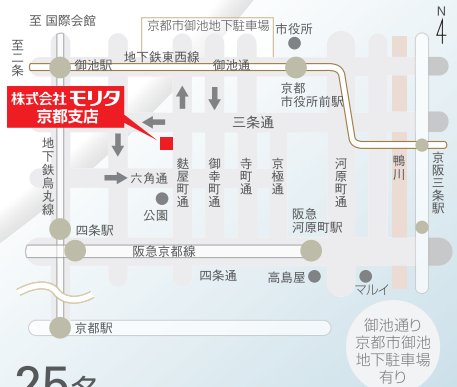 至 国際会館
京都市御池地下駐車場
市役所
N
至二条
御池駅
地下鉄東西線
御池通
京都
市役所前駅
株式会社 モリタ
京都支店
三条通
地下鉄烏丸線
六角通
公園
麩屋町通
御幸町通
寺町通
京極通
河原町通
鴨川
京阪三条駅
四条駅
阪急
河原町駅
阪急京都線
四条通
高島屋
マルイ
京都駅
御池通り
京都市御池
地下駐車場
有り
25名